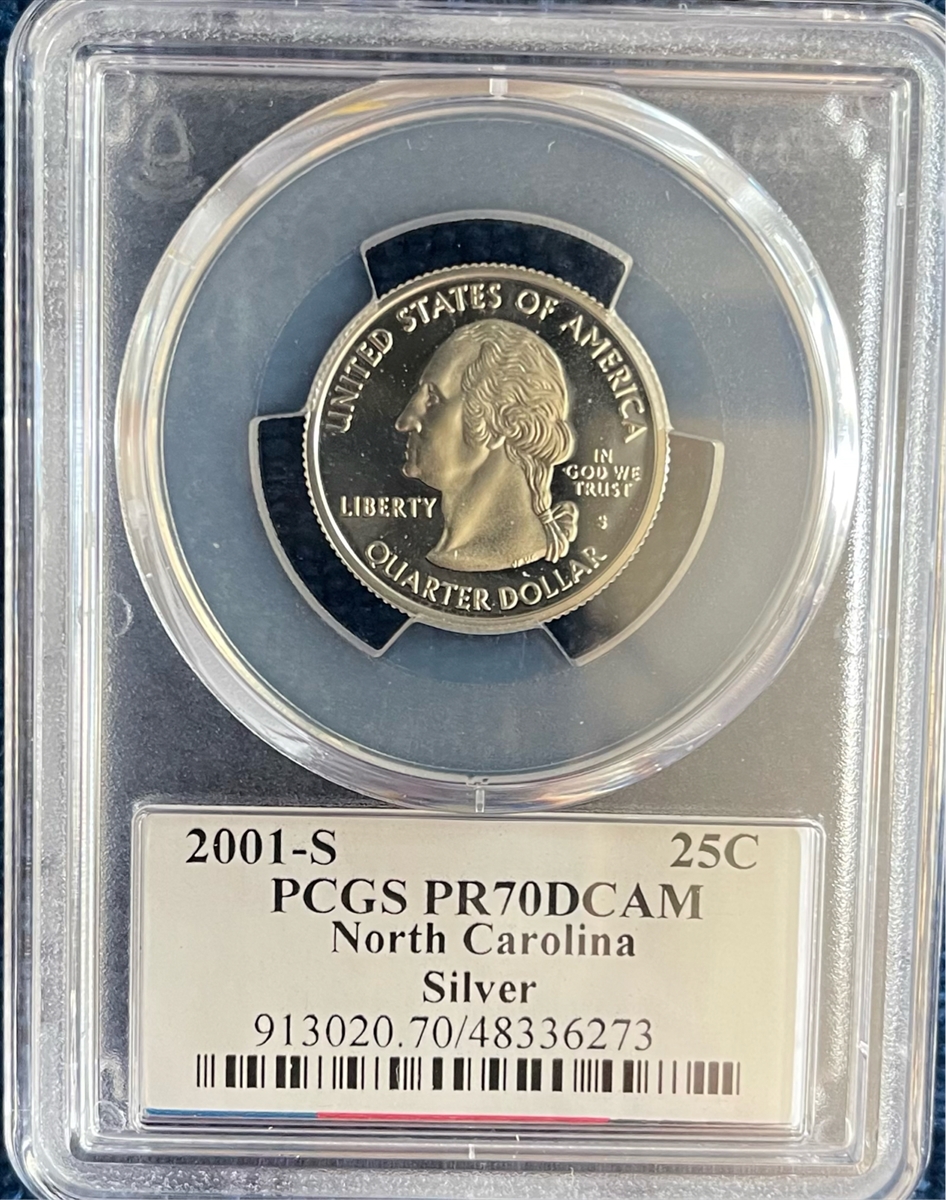 UNITED STATES OF AMERICA
IN
GOD WE
TRUST
LIBERTY
S
QUARTER DOLLAR
2001-S 25C
PCGS PR70DCAM
North Carolina
Silver
913020.70/48336273